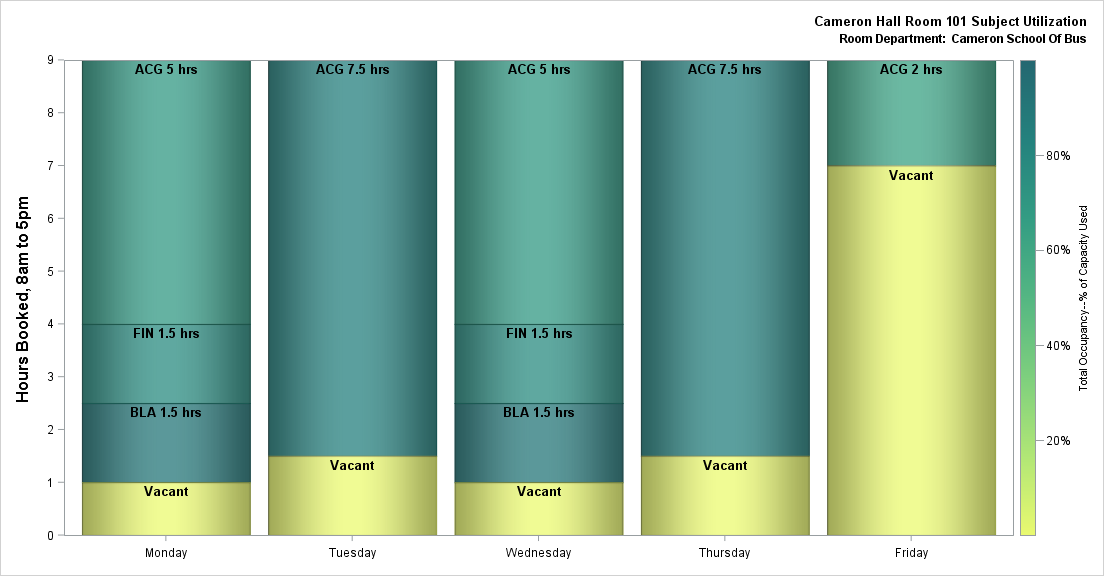 Cameron Hall Room 101 Subject Utilization
Room Department: Cameron School Of Bus
Hours Booked, 8am to 5pm
9
8
7
6
5
4
3
2
1
0
ACG 5 hrs
FIN 1.5 hrs
BLA 1.5 hrs
Vacant
ACG 7.5 hrs
Vacant
ACG 5 hrs
FIN 1.5 hrs
BLA 1.5 hrs
Vacant
ACG 7.5 hrs
Vacant
ACG 2 hrs
Vacant
Monday
Tuesday
Wednesday
Thursday
Friday
80%
60%
40%
20%
Total Occupancy--% of Capacity Used